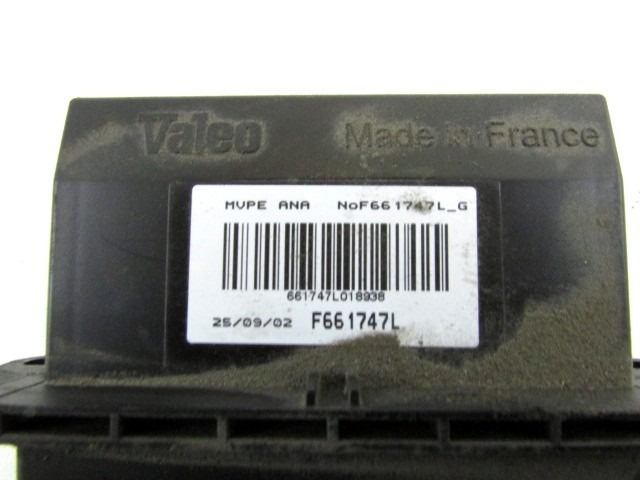 Valeo Made in France
MVPE ANA NoF661747L_G
661747L018938
25/09/02 F661747L